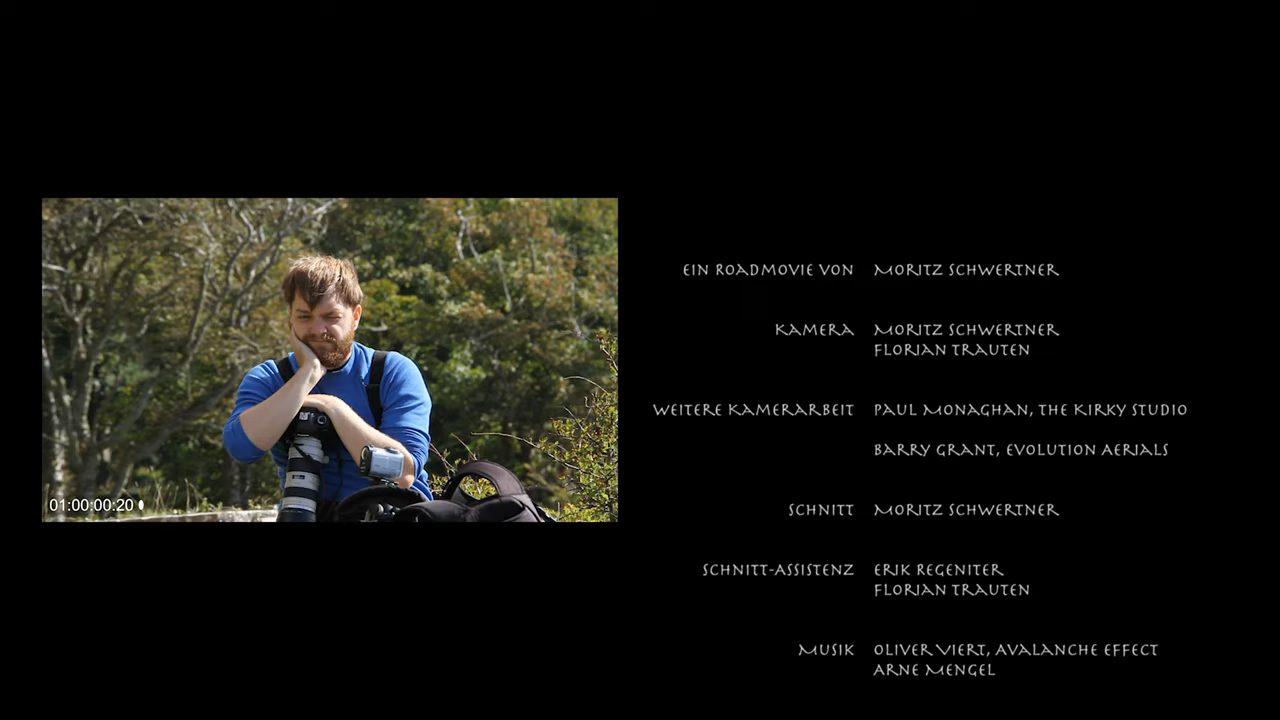 EIN ROADMOVIE VON MORITZ SCHWERTNER
KAMERA MORITZ SCHWERTNER
FLORIAN TRAUTEN
WEITERE KAMERARBEIT PAUL MONAGHAN, THE KIRKY STUDIO
BARRY GRANT, EVOLUTION AERIALS
SCHNITT MORITZ SCHWERTNER
SCHNITT-ASSISTENZ ERIK REGENITER
FLORIAN TRAUTEN
MUSIK OLIVER VIERT, AVALANCHE EFFECT
ARNE MENGEL
01:00:00:20